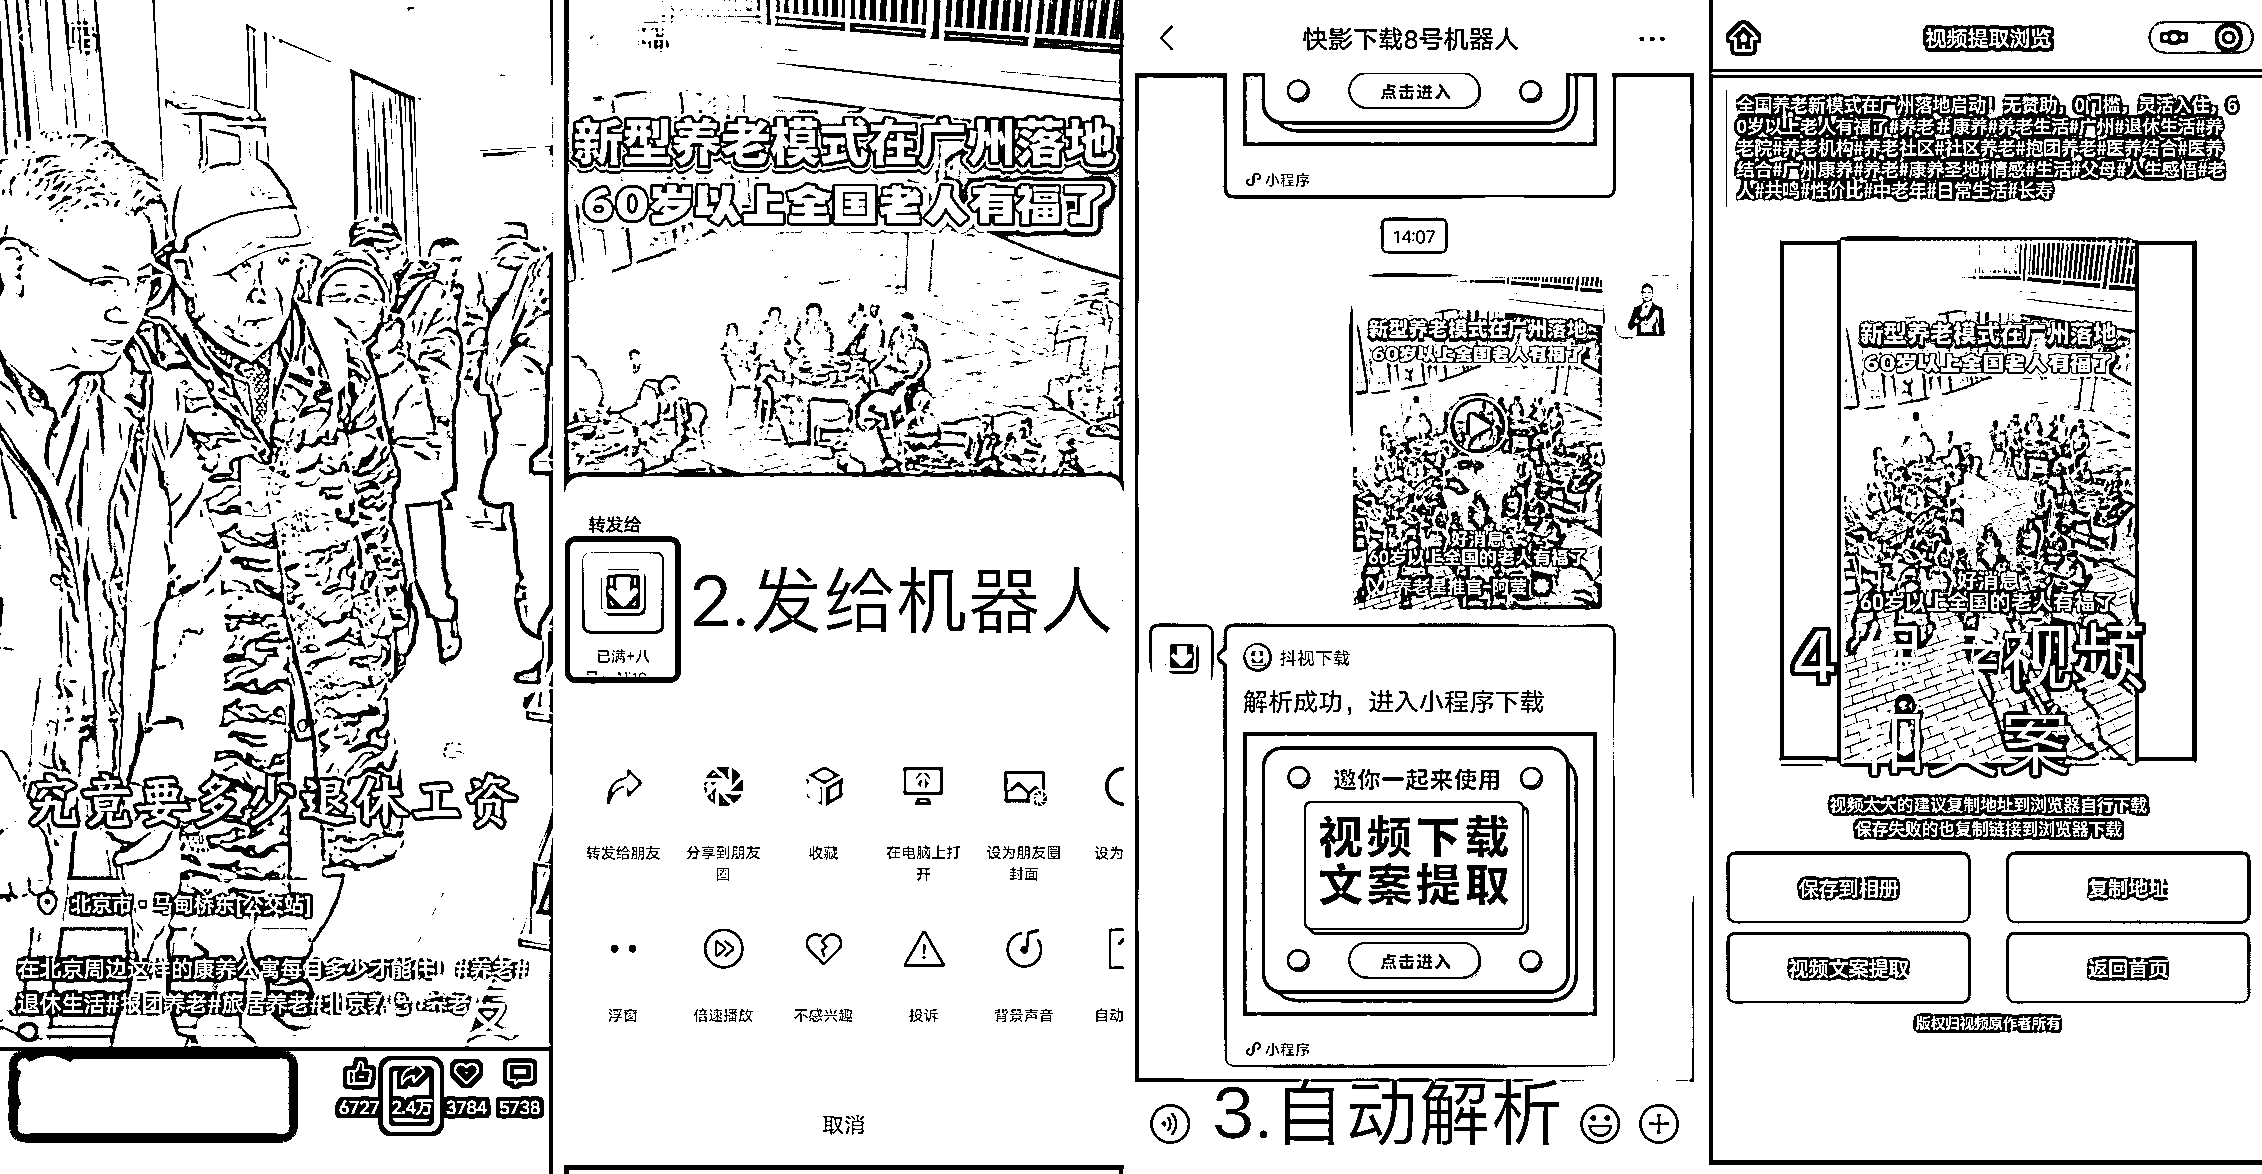 究竟要多少退休工资
北京市·马甸桥东[公交站]
在北京周边这样的康养公寓每月多少才能住！#养老#
退休生活#抱团养老#旅居养老#北京养老
6727 2.4万 3784 5738
新型养老模式在广州落地
60岁以上全国老人有福了
转发给
已满+八
2.发给机器人
转发给朋友
分享到朋友圈
收藏
在电脑上打开
设为朋友圈封面
设为
浮窗
倍速播放
不感兴趣
投诉
背景声音
自动
取消
快影下载8号机器人
点击进入
小程序
14:07
新型养老模式在广州落地
60岁以上全国老人有福了
好消息
60岁以上全国的老人有福了
养老星推官-阿蒙
抖视下载
解析成功，进入小程序下载
邀你一起来使用
视频下载
文案提取
点击进入
小程序
3.自动解析
视频提取浏览
全国养老新模式在广州落地启动！无赞助，0门槛，灵活入住，6
0岁以上老人有福了#养老#康养#养老生活#广州#退休生活#养
老院#养老机构#养老社区#社区养老#抱团养老#医养结合#医养
结合#广州康养#养老#康养圣地#情感#生活#父母#人生感悟#老
人#共鸣#性价比#中老年#日常生活#长寿
新型养老模式在广州落地
60岁以上全国老人有福了
好消息
60岁以上全国的老人有福了
4
视频
案
视频太大的建议复制地址到浏览器自行下载
保存失败的也复制链接到浏览器下载
保存到相册
复制地址
视频文案提取
返回首页
版权归视频原作者所有